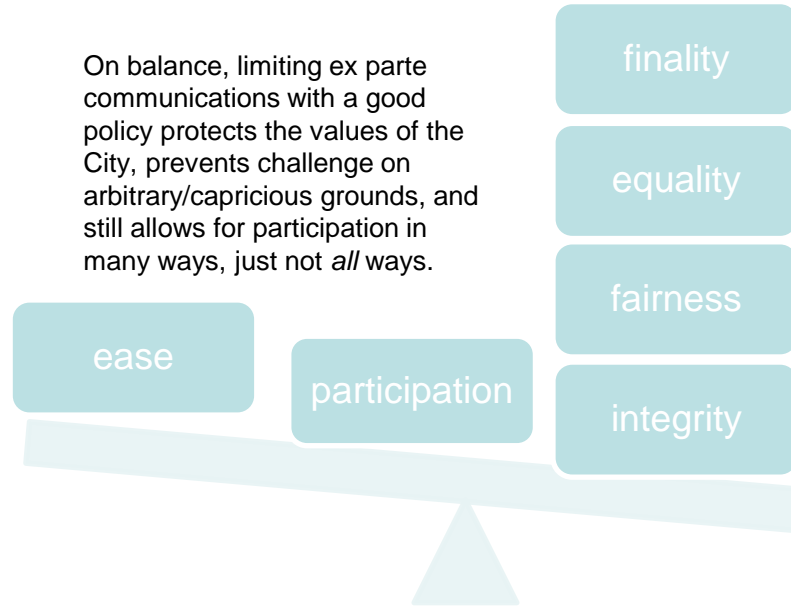 On balance, limiting ex parte
communications with a good
policy protects the values of the
City, prevents challenge on
arbitrary/capricious grounds, and
still allows for participation in
many ways, just not all ways.
finality
equality
fairness
integrity
ease
participation